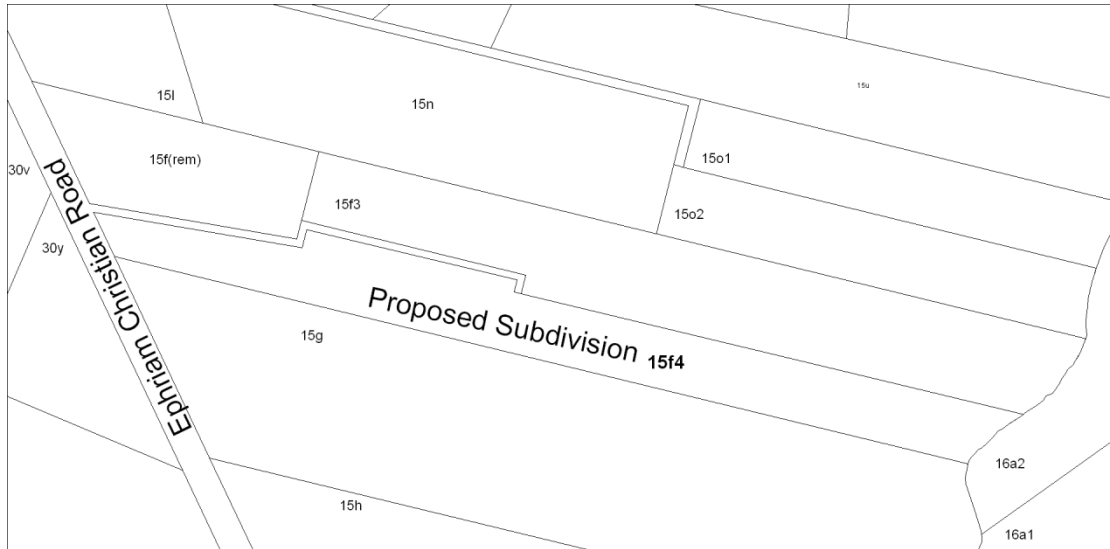 15u
15l
15n
15f(rem)
15o1
30v
15f3
15o2
30y
Ephriam Christian Road
Proposed Subdivision 15f4
15g
16a2
15h
16a1